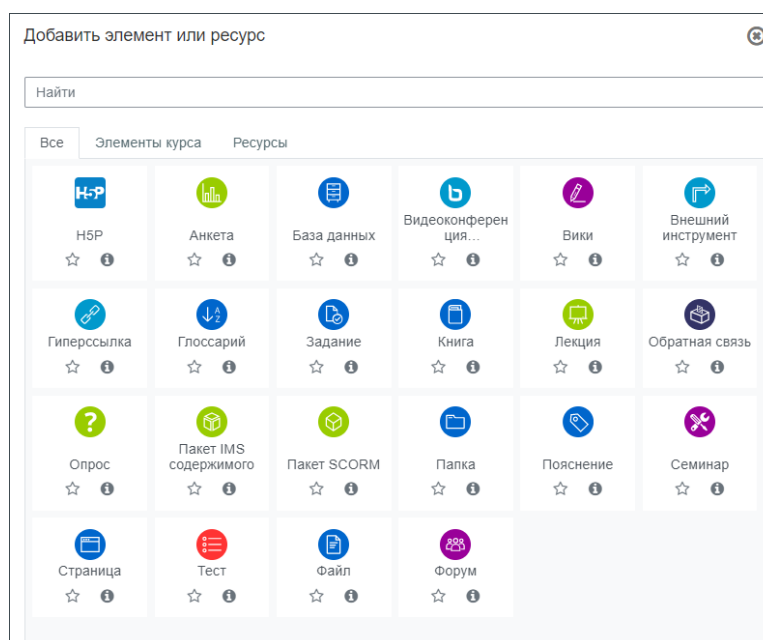 Добавить элемент или ресурс
Найти
Все Элементы курса Ресурсы
H5P
H5P Анкета База данных Видеоконферен
ция... Вики Внешний
инструмент
Гиперссылка Глоссарий Задание Книга Лекция Обратная связь
Опрос Пакет IMS
содержимого Пакет SCORM Папка Пояснение Семинар
Страница Тест Файл Форум